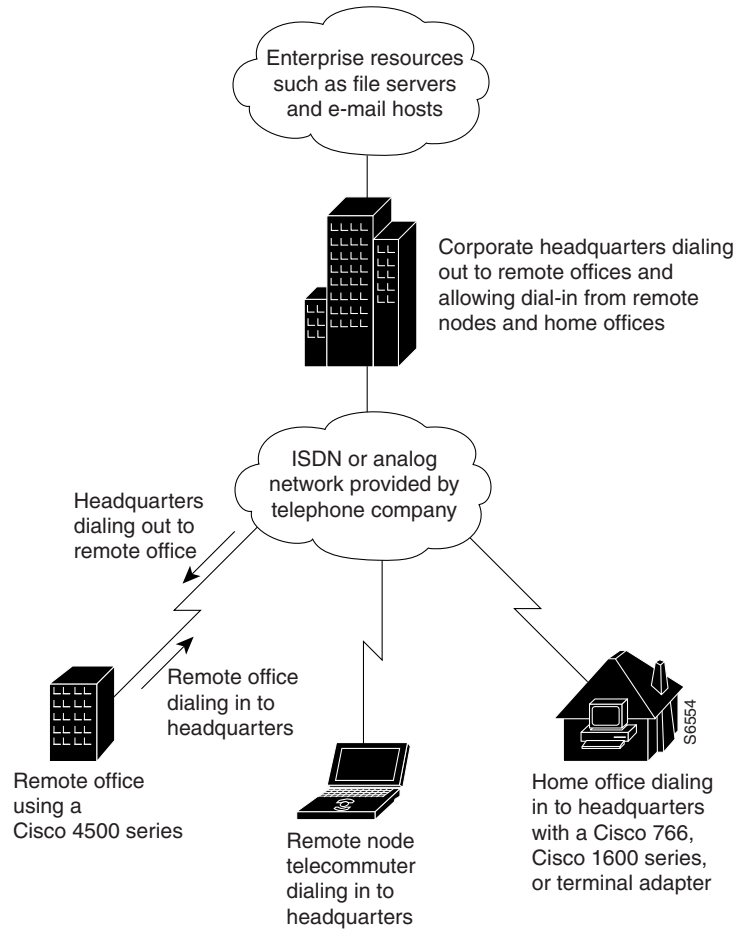 Enterprise resources
such as file servers
and e-mail hosts
Corporate headquarters dialing
out to remote offices and
allowing dial-in from remote
nodes and home offices
ISDN or analog
network provided by
telephone company
Headquarters
dialing out to
remote office
Remote office
dialing in to
headquarters
S6554
Remote office
using a
Cisco 4500 series
Remote node
telecommuter
dialing in to
headquarters
Home office dialing
in to headquarters
with a Cisco 766,
Cisco 1600 series,
or terminal adapter